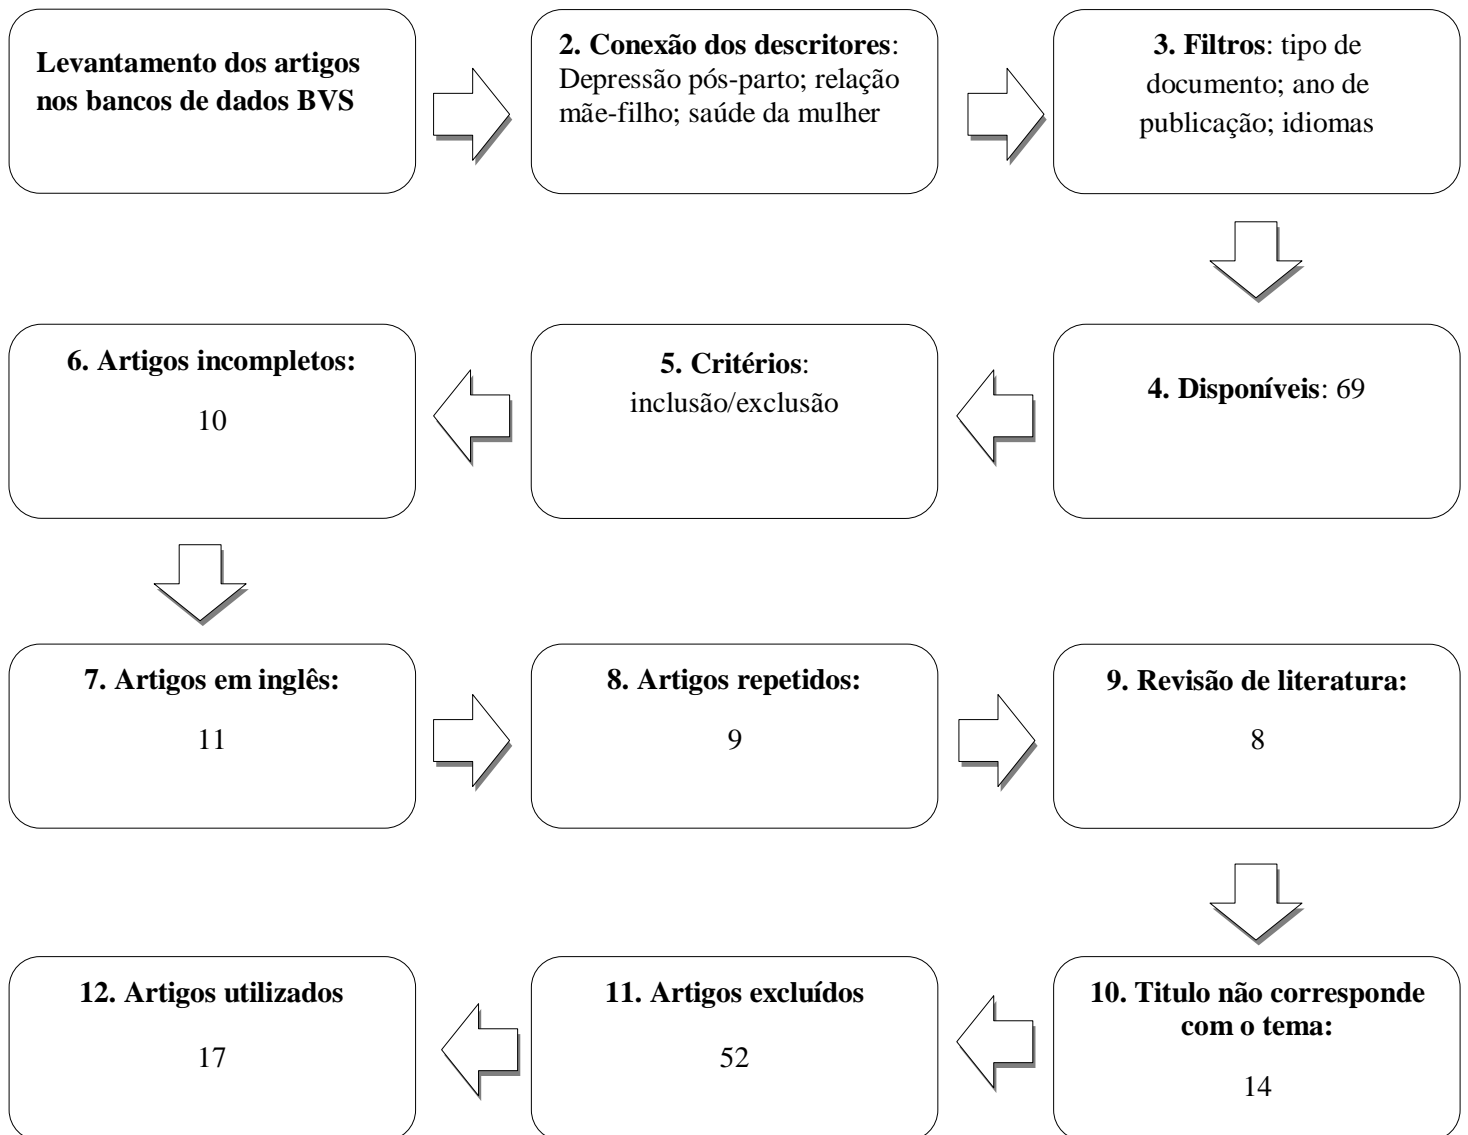 Levantamento dos artigos
nos bancos de dados BVS
2. Conexão dos descritores:
Depressão pós-parto; relação
mãe-filho; saúde da mulher
3. Filtros: tipo de
documento; ano de
publicação; idiomas
4. Disponíveis: 69
5. Critérios:
inclusão/exclusão
6. Artigos incompletos:
10
7. Artigos em inglês:
11
8. Artigos repetidos:
9
9. Revisão de literatura:
8
10. Titulo não corresponde
com o tema:
14
11. Artigos excluídos
52
12. Artigos utilizados
17